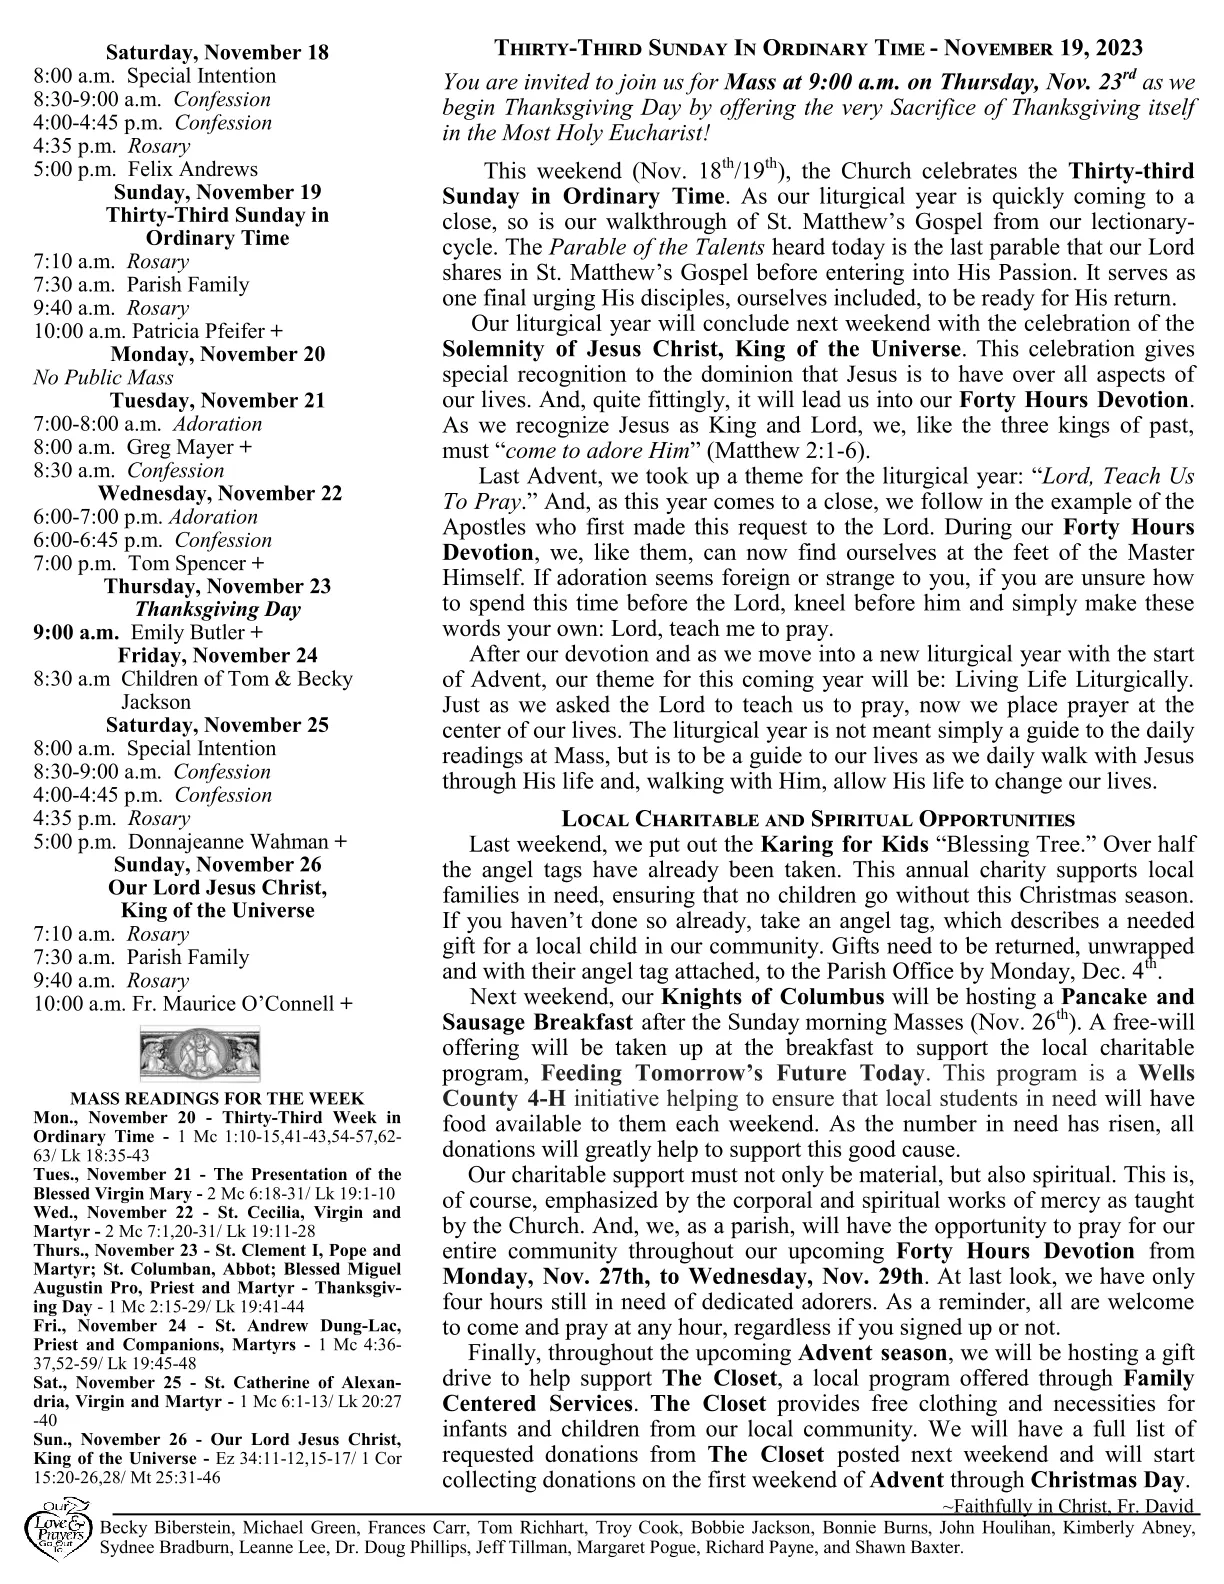 Saturday, November 18
8:00 a.m.  Special Intention
8:30-9:00 a.m.  Confession
4:00-4:45 p.m.  Confession
4:35 p.m.  Rosary
5:00 p.m.  Felix Andrews
Sunday, November 19
Thirty-Third Sunday in
Ordinary Time
7:10 a.m.  Rosary
7:30 a.m.  Parish Family
9:40 a.m.  Rosary
10:00 a.m. Patricia Pfeifer +
Monday, November 20
No Public Mass
Tuesday, November 21
7:00-8:00 a.m.  Adoration
8:00 a.m.  Greg Mayer +
8:30 a.m.  Confession
Wednesday, November 22
6:00-7:00 p.m. Adoration
6:00-6:45 p.m.  Confession
7:00 p.m.  Tom Spencer +
Thursday, November 23
Thanksgiving Day
9:00 a.m.  Emily Butler +
Friday, November 24
8:30 a.m  Children of Tom & Becky
Jackson
Saturday, November 25
8:00 a.m.  Special Intention
8:30-9:00 a.m.  Confession
4:00-4:45 p.m.  Confession
4:35 p.m.  Rosary
5:00 p.m.  Donnajeanne Wahman +
Sunday, November 26
Our Lord Jesus Christ,
King of the Universe
7:10 a.m.  Rosary
7:30 a.m.  Parish Family
9:40 a.m.  Rosary
10:00 a.m. Fr. Maurice O’Connell +
MASS READINGS FOR THE WEEK
Mon., November 20 - Thirty-Third Week in
Ordinary Time - 1 Mc 1:10-15,41-43,54-57,62-
63/ Lk 18:35-43
Tues., November 21 - The Presentation of the
Blessed Virgin Mary - 2 Mc 6:18-31/ Lk 19:1-10
Wed., November 22 - St. Cecilia, Virgin and
Martyr - 2 Mc 7:1,20-31/ Lk 19:11-28
Thurs., November 23 - St. Clement I, Pope and
Martyr; St. Columban, Abbot; Blessed Miguel
Augustin Pro, Priest and Martyr - Thanksgiv-
ing Day - 1 Mc 2:15-29/ Lk 19:41-44
Fri., November 24 - St. Andrew Dung-Lac,
Priest and Companions, Martyrs - 1 Mc 4:36-
37,52-59/ Lk 19:45-48
Sat., November 25 - St. Catherine of Alexan-
dria, Virgin and Martyr - 1 Mc 6:1-13/ Lk 20:27
-40
Sun., November 26 - Our Lord Jesus Christ,
King of the Universe - Ez 34:11-12,15-17/ 1 Cor
15:20-26,28/ Mt 25:31-46
THIRTY-THIRD SUNDAY IN ORDINARY TIME - NOVEMBER 19, 2023
You are invited to join us for Mass at 9:00 a.m. on Thursday, Nov. 23rd as we
begin Thanksgiving Day by offering the very Sacrifice of Thanksgiving itself
in the Most Holy Eucharist!
This weekend (Nov. 18th/19th), the Church celebrates the Thirty-third
Sunday in Ordinary Time. As our liturgical year is quickly coming to a
close, so is our walkthrough of St. Matthew’s Gospel from our lectionary-
cycle. The Parable of the Talents heard today is the last parable that our Lord
shares in St. Matthew’s Gospel before entering into His Passion. It serves as
one final urging His disciples, ourselves included, to be ready for His return.
Our liturgical year will conclude next weekend with the celebration of the
Solemnity of Jesus Christ, King of the Universe. This celebration gives
special recognition to the dominion that Jesus is to have over all aspects of
our lives. And, quite fittingly, it will lead us into our Forty Hours Devotion.
As we recognize Jesus as King and Lord, we, like the three kings of past,
must “come to adore Him” (Matthew 2:1-6).
Last Advent, we took up a theme for the liturgical year: “Lord, Teach Us
To Pray.” And, as this year comes to a close, we follow in the example of the
Apostles who first made this request to the Lord. During our Forty Hours
Devotion, we, like them, can now find ourselves at the feet of the Master
Himself. If adoration seems foreign or strange to you, if you are unsure how
to spend this time before the Lord, kneel before him and simply make these
words your own: Lord, teach me to pray.
After our devotion and as we move into a new liturgical year with the start
of Advent, our theme for this coming year will be: Living Life Liturgically.
Just as we asked the Lord to teach us to pray, now we place prayer at the
center of our lives. The liturgical year is not meant simply a guide to the daily
readings at Mass, but is to be a guide to our lives as we daily walk with Jesus
through His life and, walking with Him, allow His life to change our lives.
LOCAL CHARITABLE AND SPIRITUAL OPPORTUNITIES
Last weekend, we put out the Karing for Kids “Blessing Tree.” Over half
the angel tags have already been taken. This annual charity supports local
families in need, ensuring that no children go without this Christmas season.
If you haven’t done so already, take an angel tag, which describes a needed
gift for a local child in our community. Gifts need to be returned, unwrapped
and with their angel tag attached, to the Parish Office by Monday, Dec. 4th.
Next weekend, our Knights of Columbus will be hosting a Pancake and
Sausage Breakfast after the Sunday morning Masses (Nov. 26th). A free-will
offering will be taken up at the breakfast to support the local charitable
program, Feeding Tomorrow’s Future Today. This program is a Wells
County 4-H initiative helping to ensure that local students in need will have
food available to them each weekend. As the number in need has risen, all
donations will greatly help to support this good cause.
Our charitable support must not only be material, but also spiritual. This is,
of course, emphasized by the corporal and spiritual works of mercy as taught
by the Church. And, we, as a parish, will have the opportunity to pray for our
entire community throughout our upcoming Forty Hours Devotion from
Monday, Nov. 27th, to Wednesday, Nov. 29th. At last look, we have only
four hours still in need of dedicated adorers. As a reminder, all are welcome
to come and pray at any hour, regardless if you signed up or not.
Finally, throughout the upcoming Advent season, we will be hosting a gift
drive to help support The Closet, a local program offered through Family
Centered Services. The Closet provides free clothing and necessities for
infants and children from our local community. We will have a full list of
requested donations from The Closet posted next weekend and will start
collecting donations on the first weekend of Advent through Christmas Day.
~Faithfully in Christ, Fr. David
Our
Love &
Prayers
Go Out
To
Becky Biberstein, Michael Green, Frances Carr, Tom Richhart, Troy Cook, Bobbie Jackson, Bonnie Burns, John Houlihan, Kimberly Abney,
Sydnee Bradburn, Leanne Lee, Dr. Doug Phillips, Jeff Tillman, Margaret Pogue, Richard Payne, and Shawn Baxter.